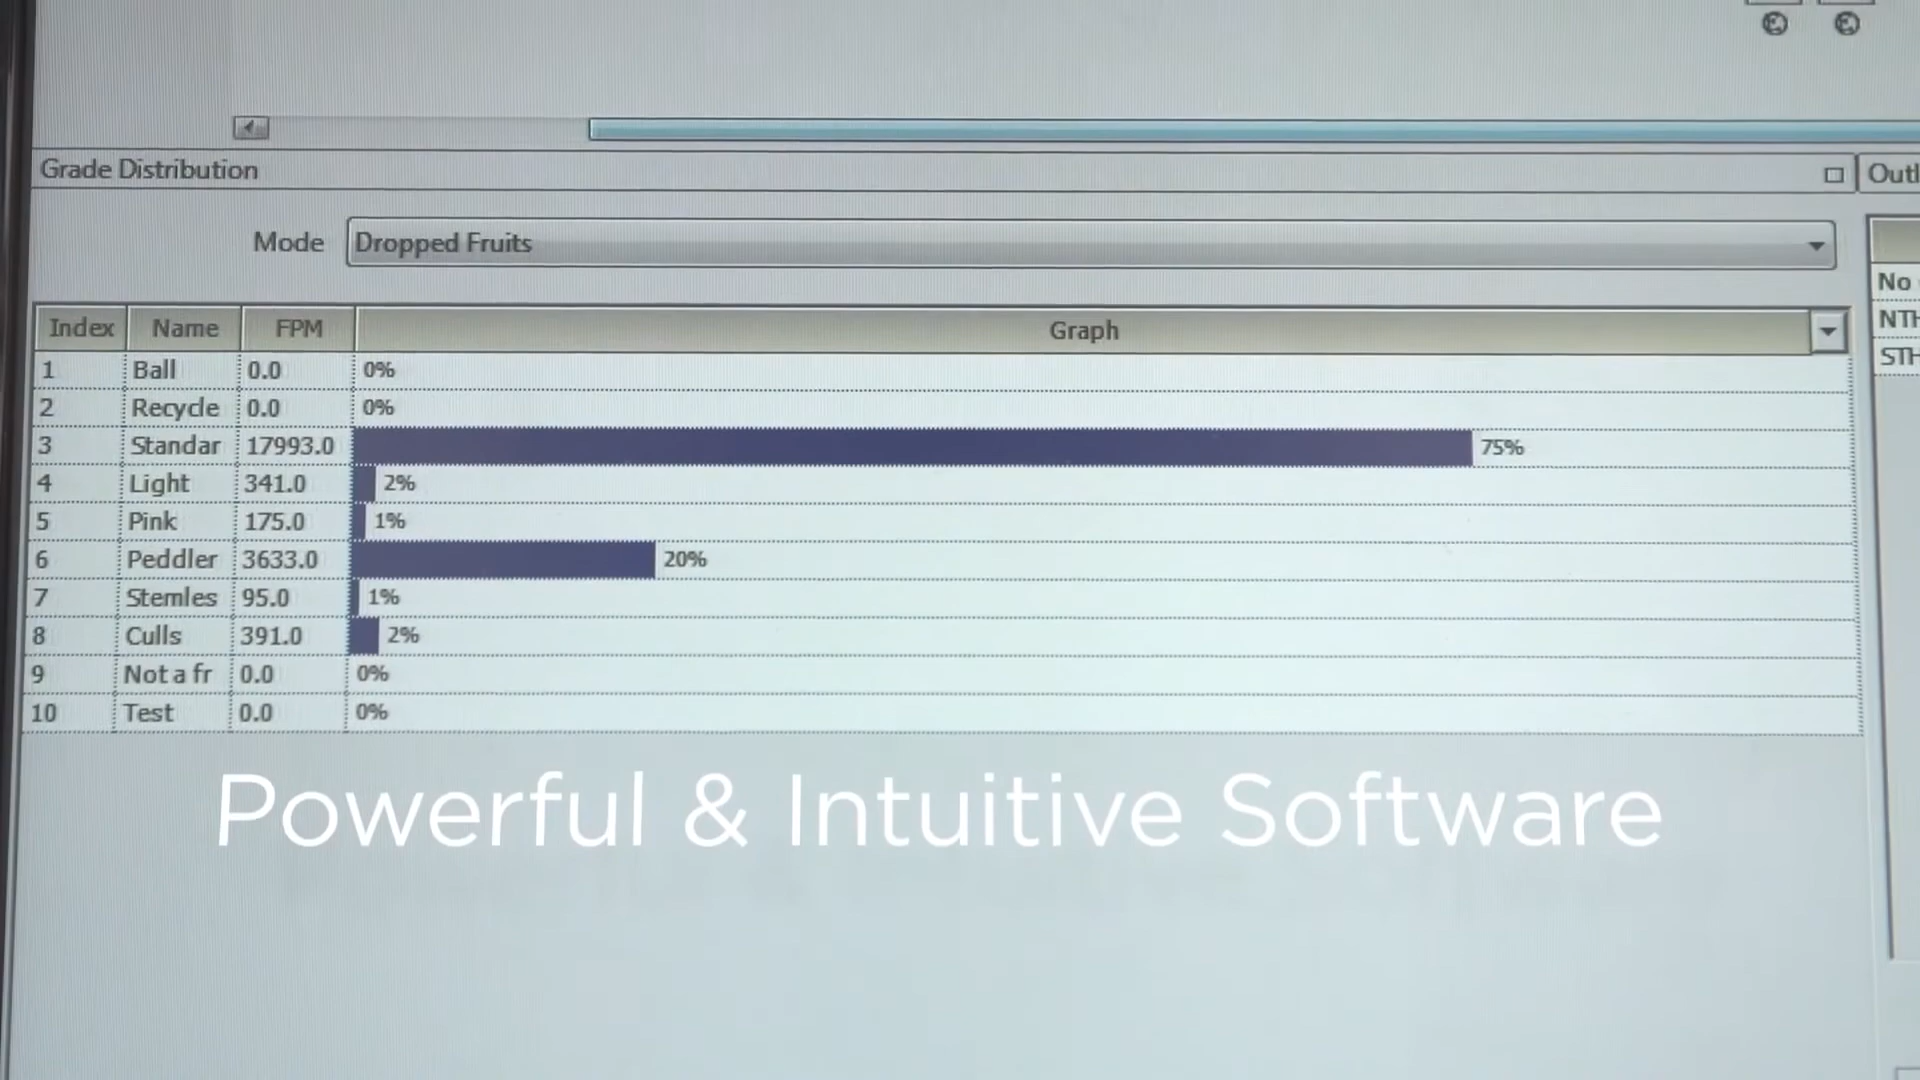 Grade Distribution
Outl
Mode Dropped Fruits
Index Name FPM Graph
1 Ball 0.0 0%
2 Recycle 0.0 0%
3 Standar 17993.0 75%
4 Light 341.0 2%
5 Pink 175.0 1%
6 Peddler 3633.0 20%
7 Stemles 95.0 1%
8 Culls 391.0 2%
9 Not a fr 0.0 0%
10 Test 0.0 0%
No
NTH
STH
Powerful & Intuitive Software